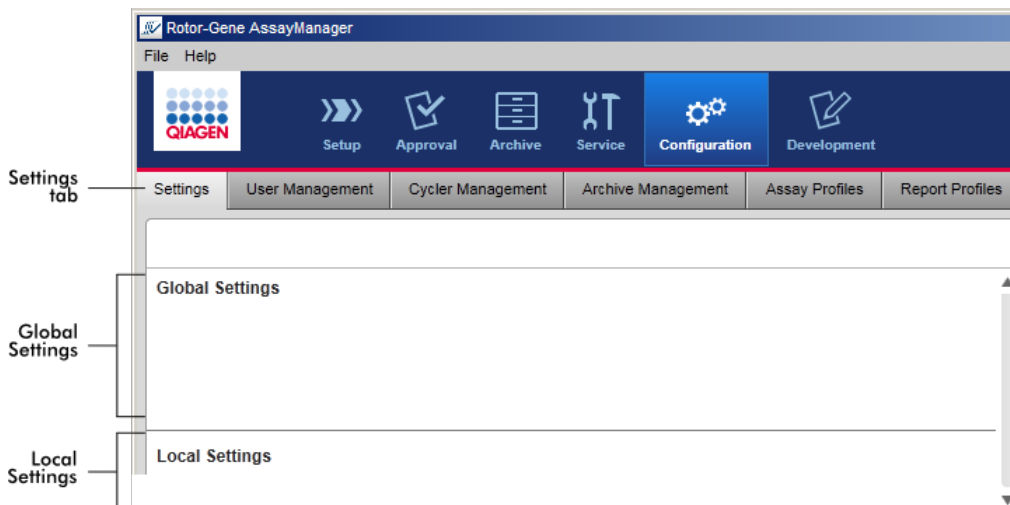 Rotor-Gene AssayManager
File Help
QIAGEN
Setup Approval Archive Service Configuration Development
Settings tab
Settings User Management Cycler Management Archive Management Assay Profiles Report Profiles
Global Settings
Global Settings
Local Settings
Local Settings